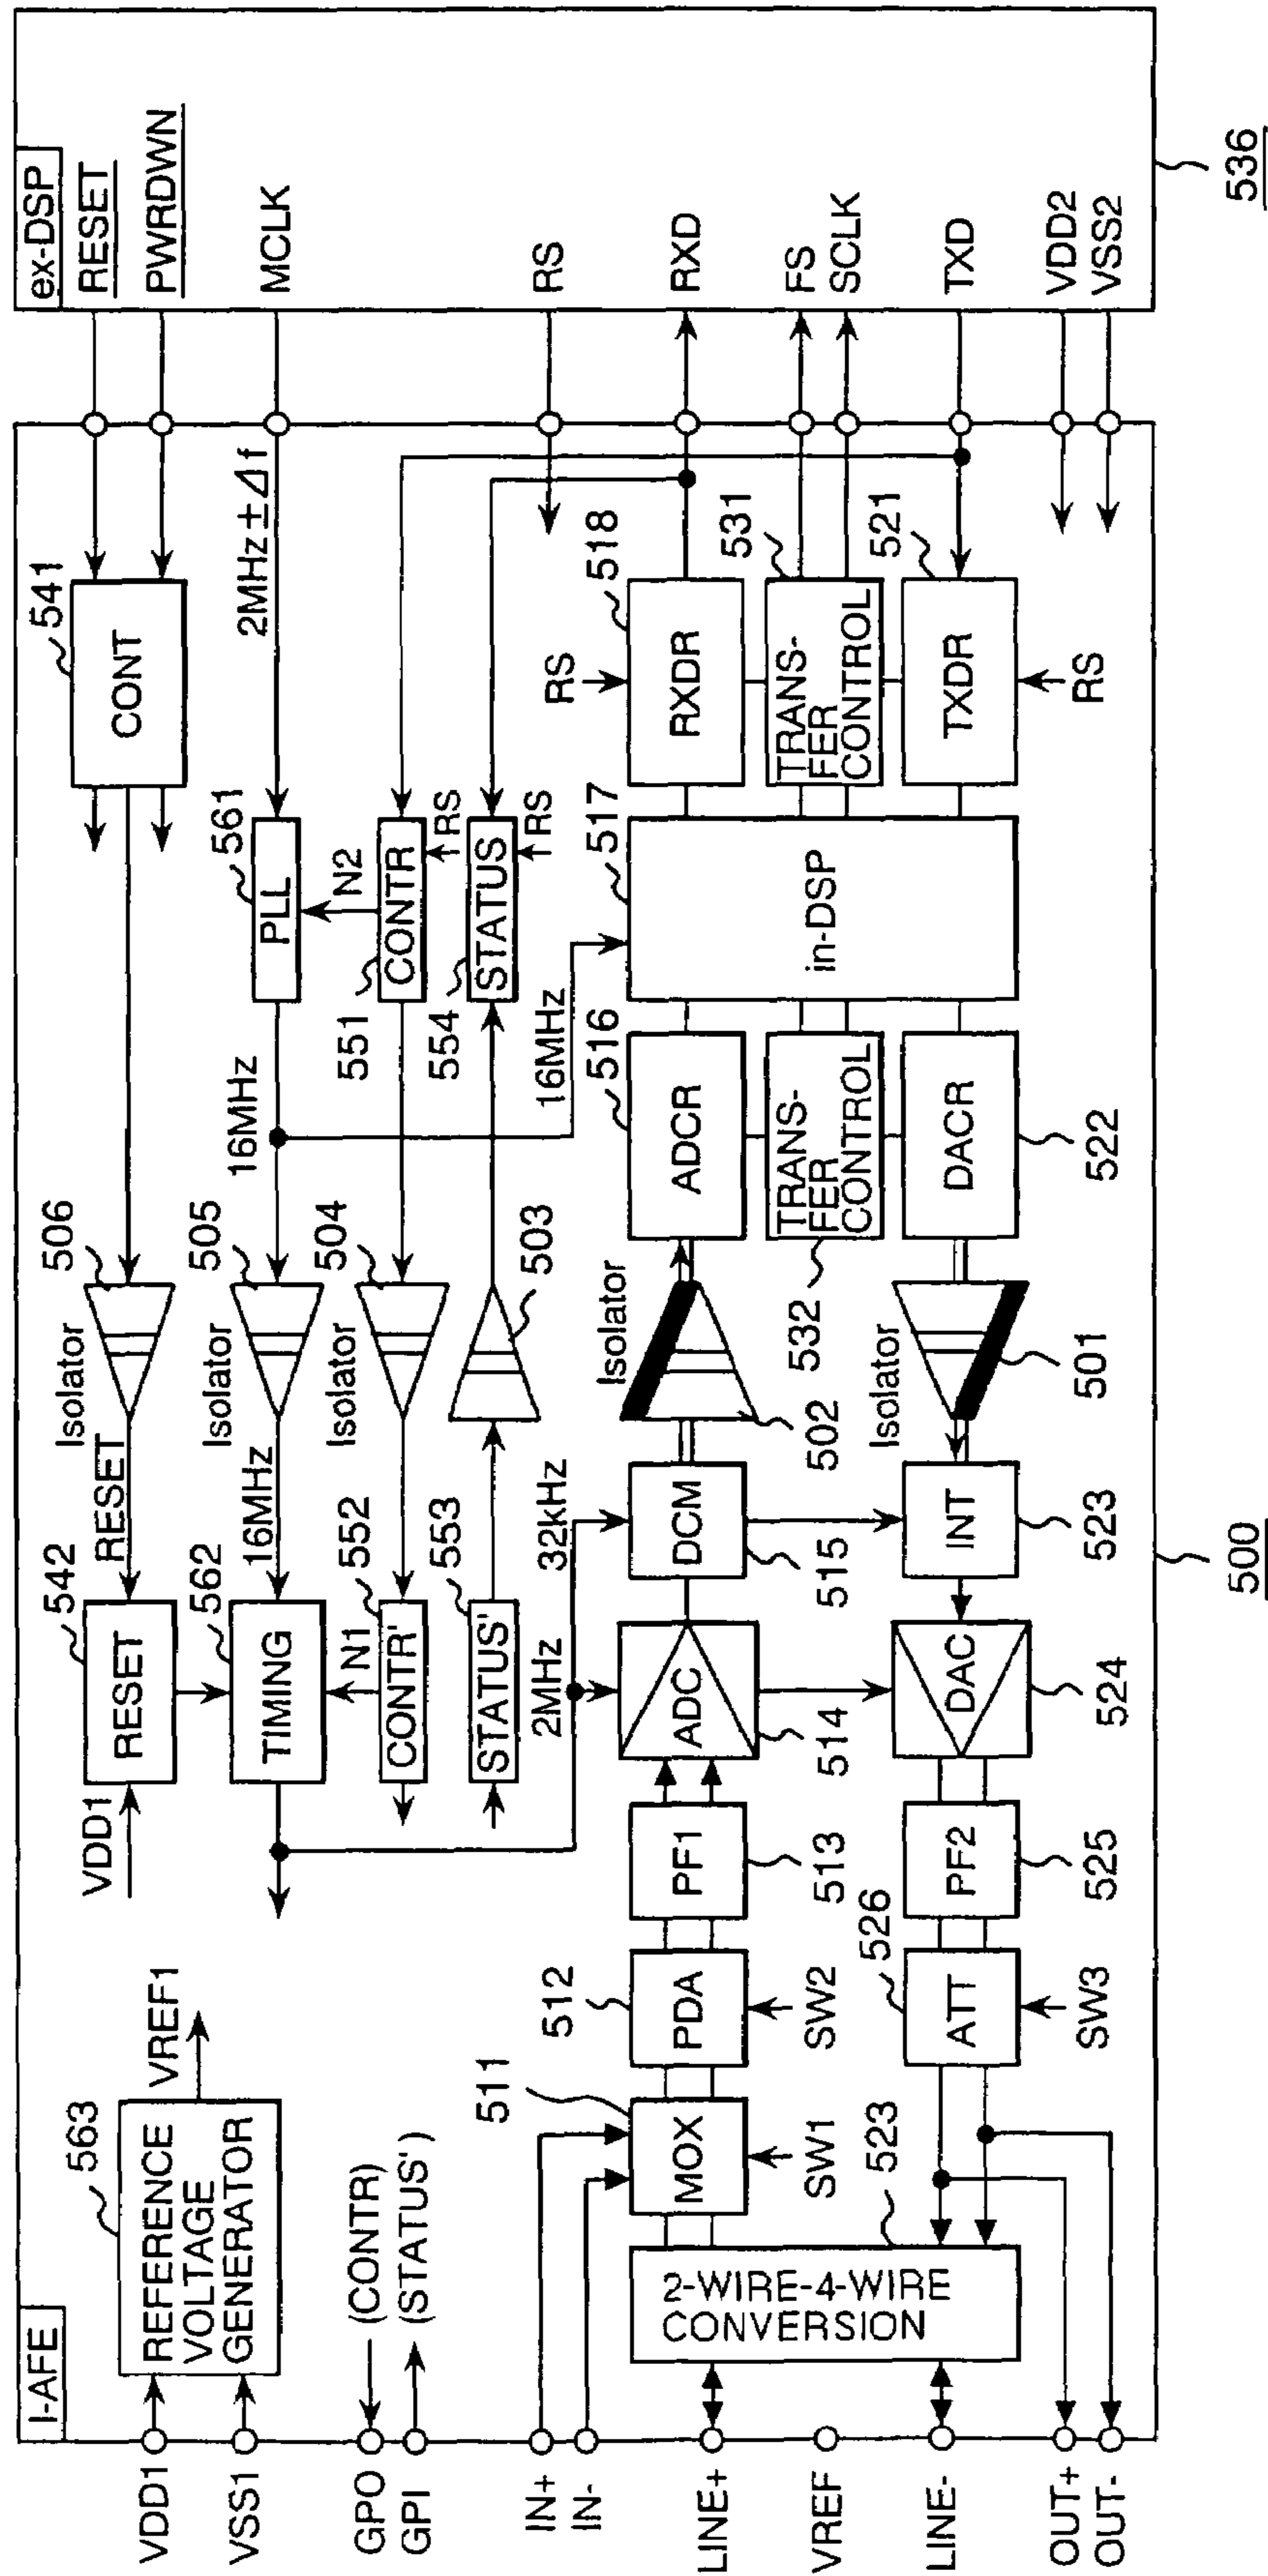 I-AFE
ex-DSP
VDD1
VSS1
GPO
GPI
IN+
IN-
LINE+
VREF
LINE-
OUT+
OUT-
563
REFERENCE
VOLTAGE
GENERATOR
VREF1
(CONTR)
(STATUS')
VDD1
542
RESET
RESET
Isolator
506
541
CONT
RESET
PWRDWN
562
TIMING
16MHz
Isolator
505
16MHz
561
PLL
2MHz±Δf
MCLK
N1
552
CONTR'
Isolator
504
551
CONTR
N2
RS
553
STATUS'
503
554
STATUS
RS
RS
2MHz
32kHz
16MHz
511
MOX
SW1
512
PDA
SW2
PF1
513
ADC
514
DCM
515
Isolator
502
516
ADCR
517
in-DSP
518
RXDR
RS
RXD
532
TRANS-
FER
CONTROL
531
TRANS-
FER
CONTROL
FS
SCLK
523
2-WIRE-4-WIRE
CONVERSION
526
ATT
SW3
PF2
525
DAC
524
INT
523
Isolator
501
DACR
522
521
TXDR
RS
TXD
VDD2
VSS2
500
536